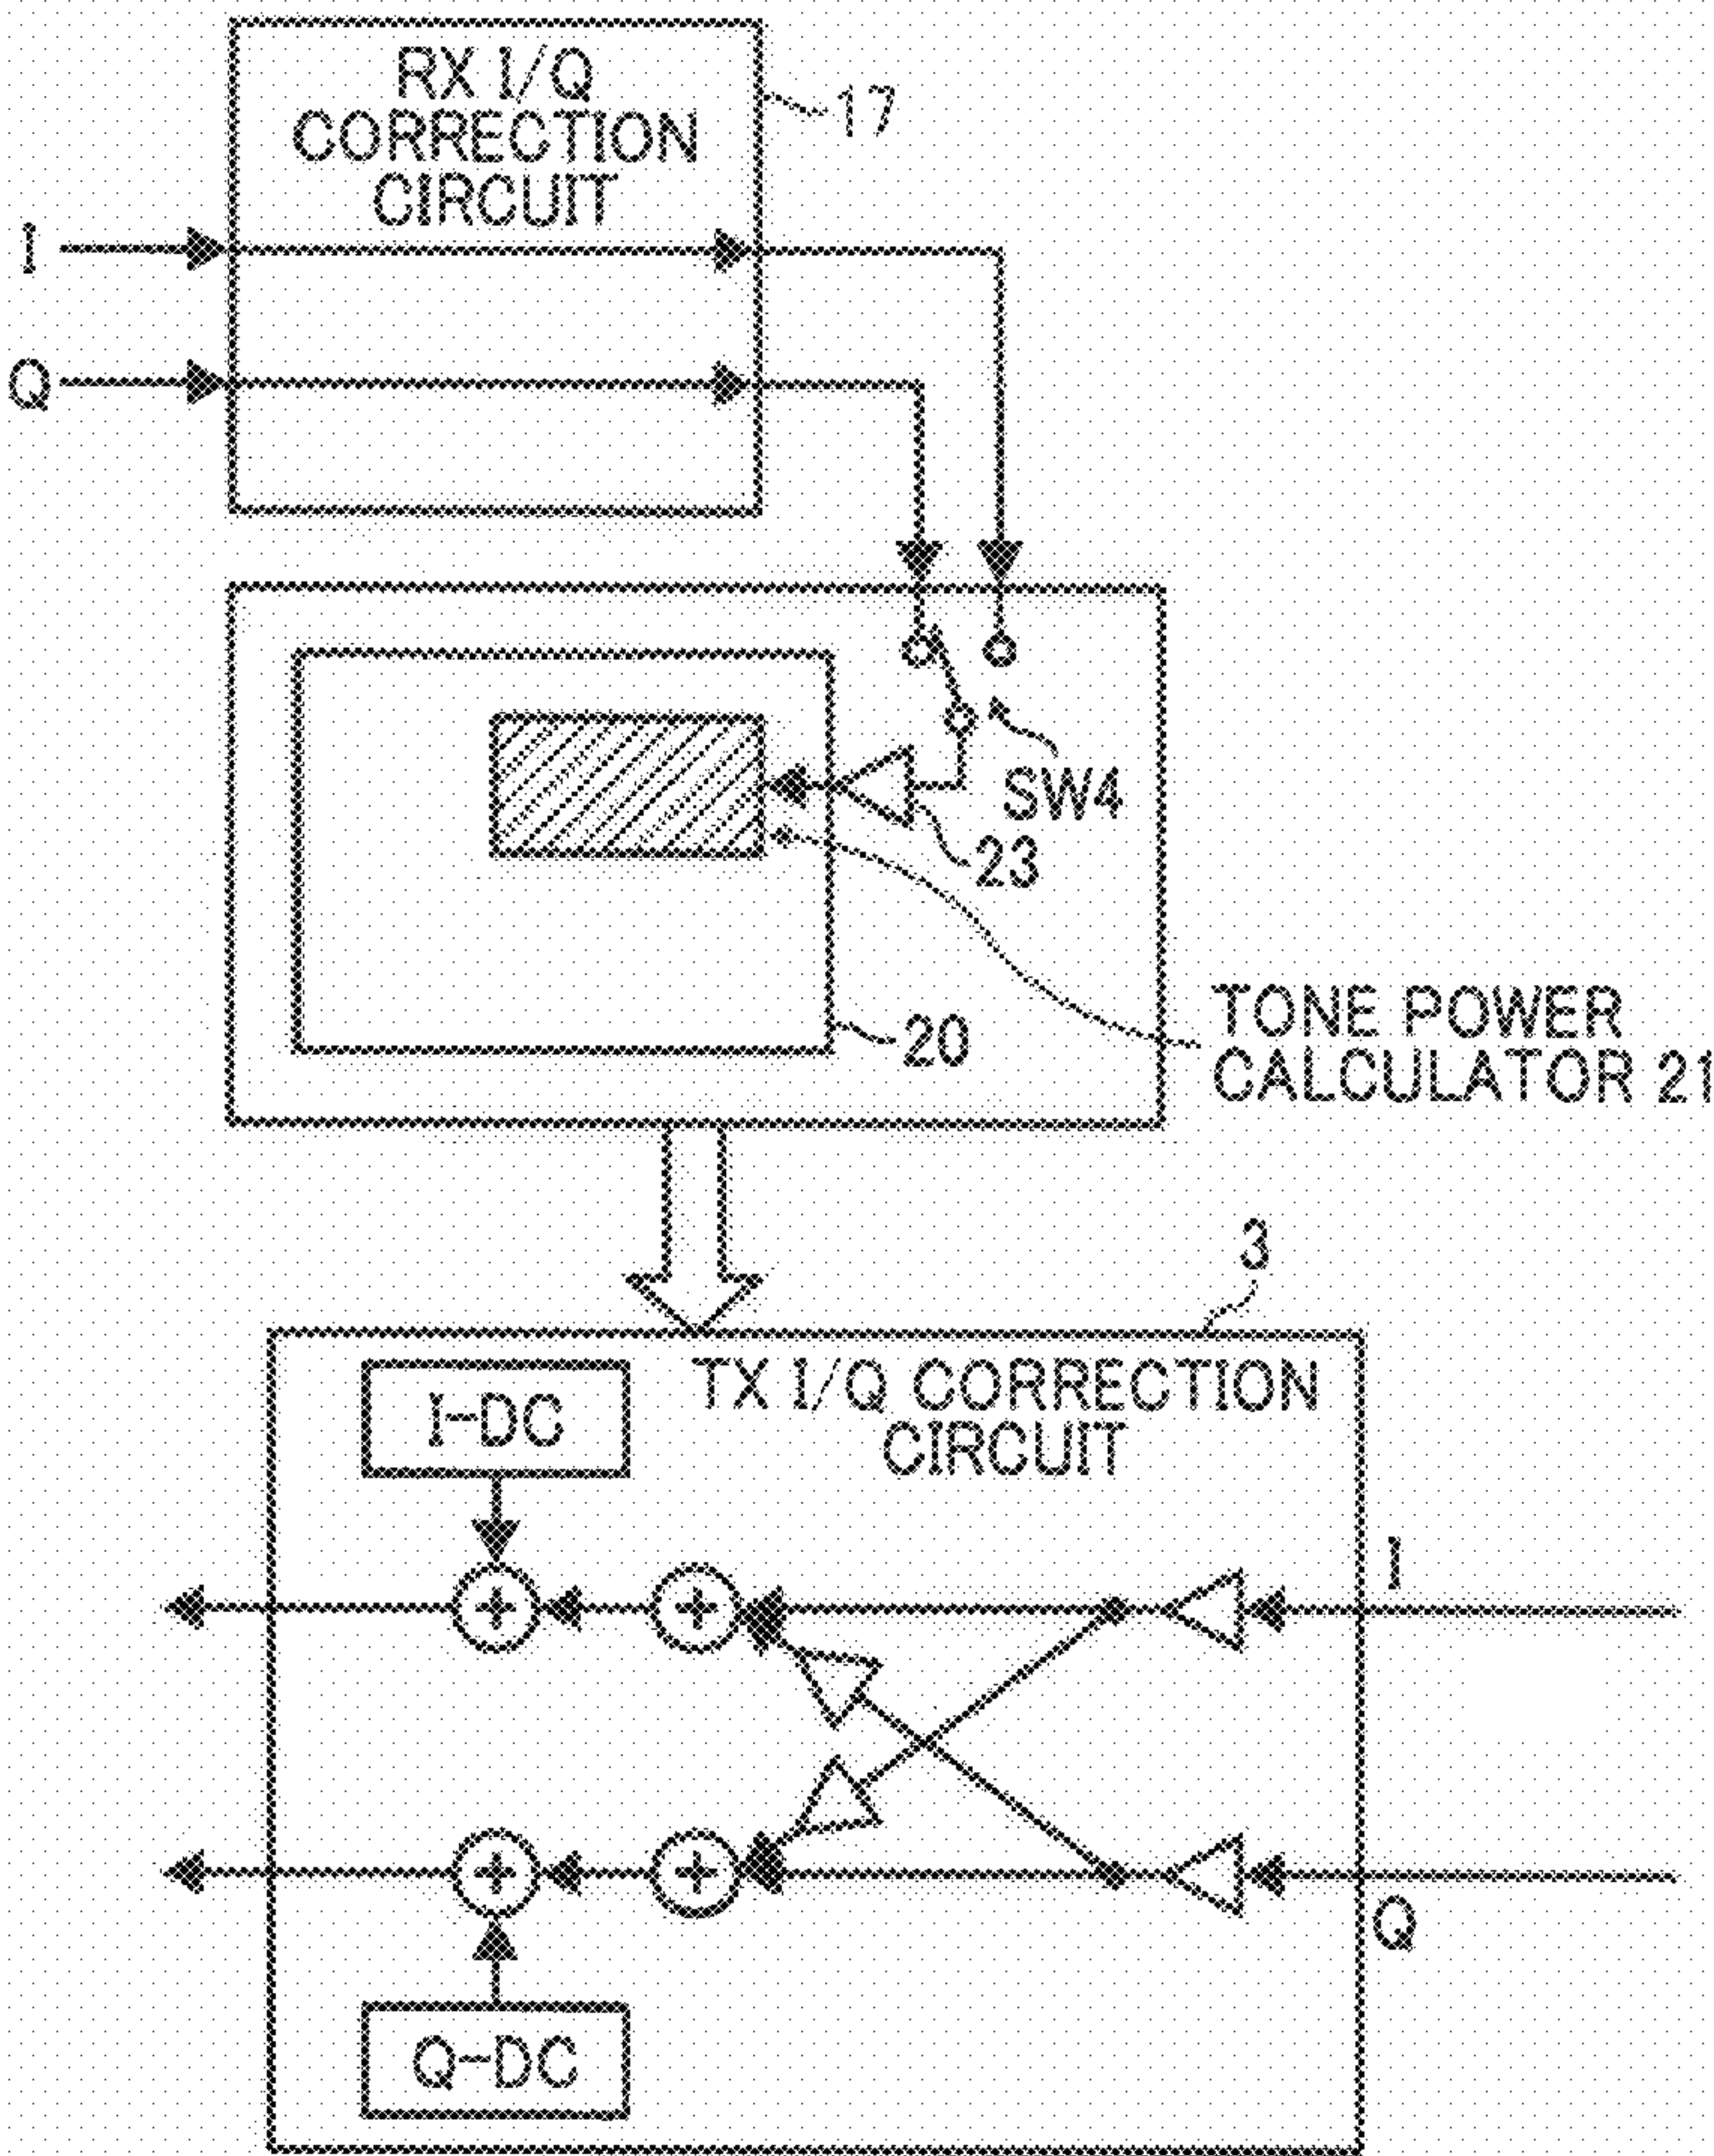 RX I/Q
CORRECTION
CIRCUIT
17
I
Q
SW4
23
20
TONE POWER
CALCULATOR 21
3
I-DC
TX I/Q CORRECTION
CIRCUIT
+
+
I
+
+
Q
Q-DC